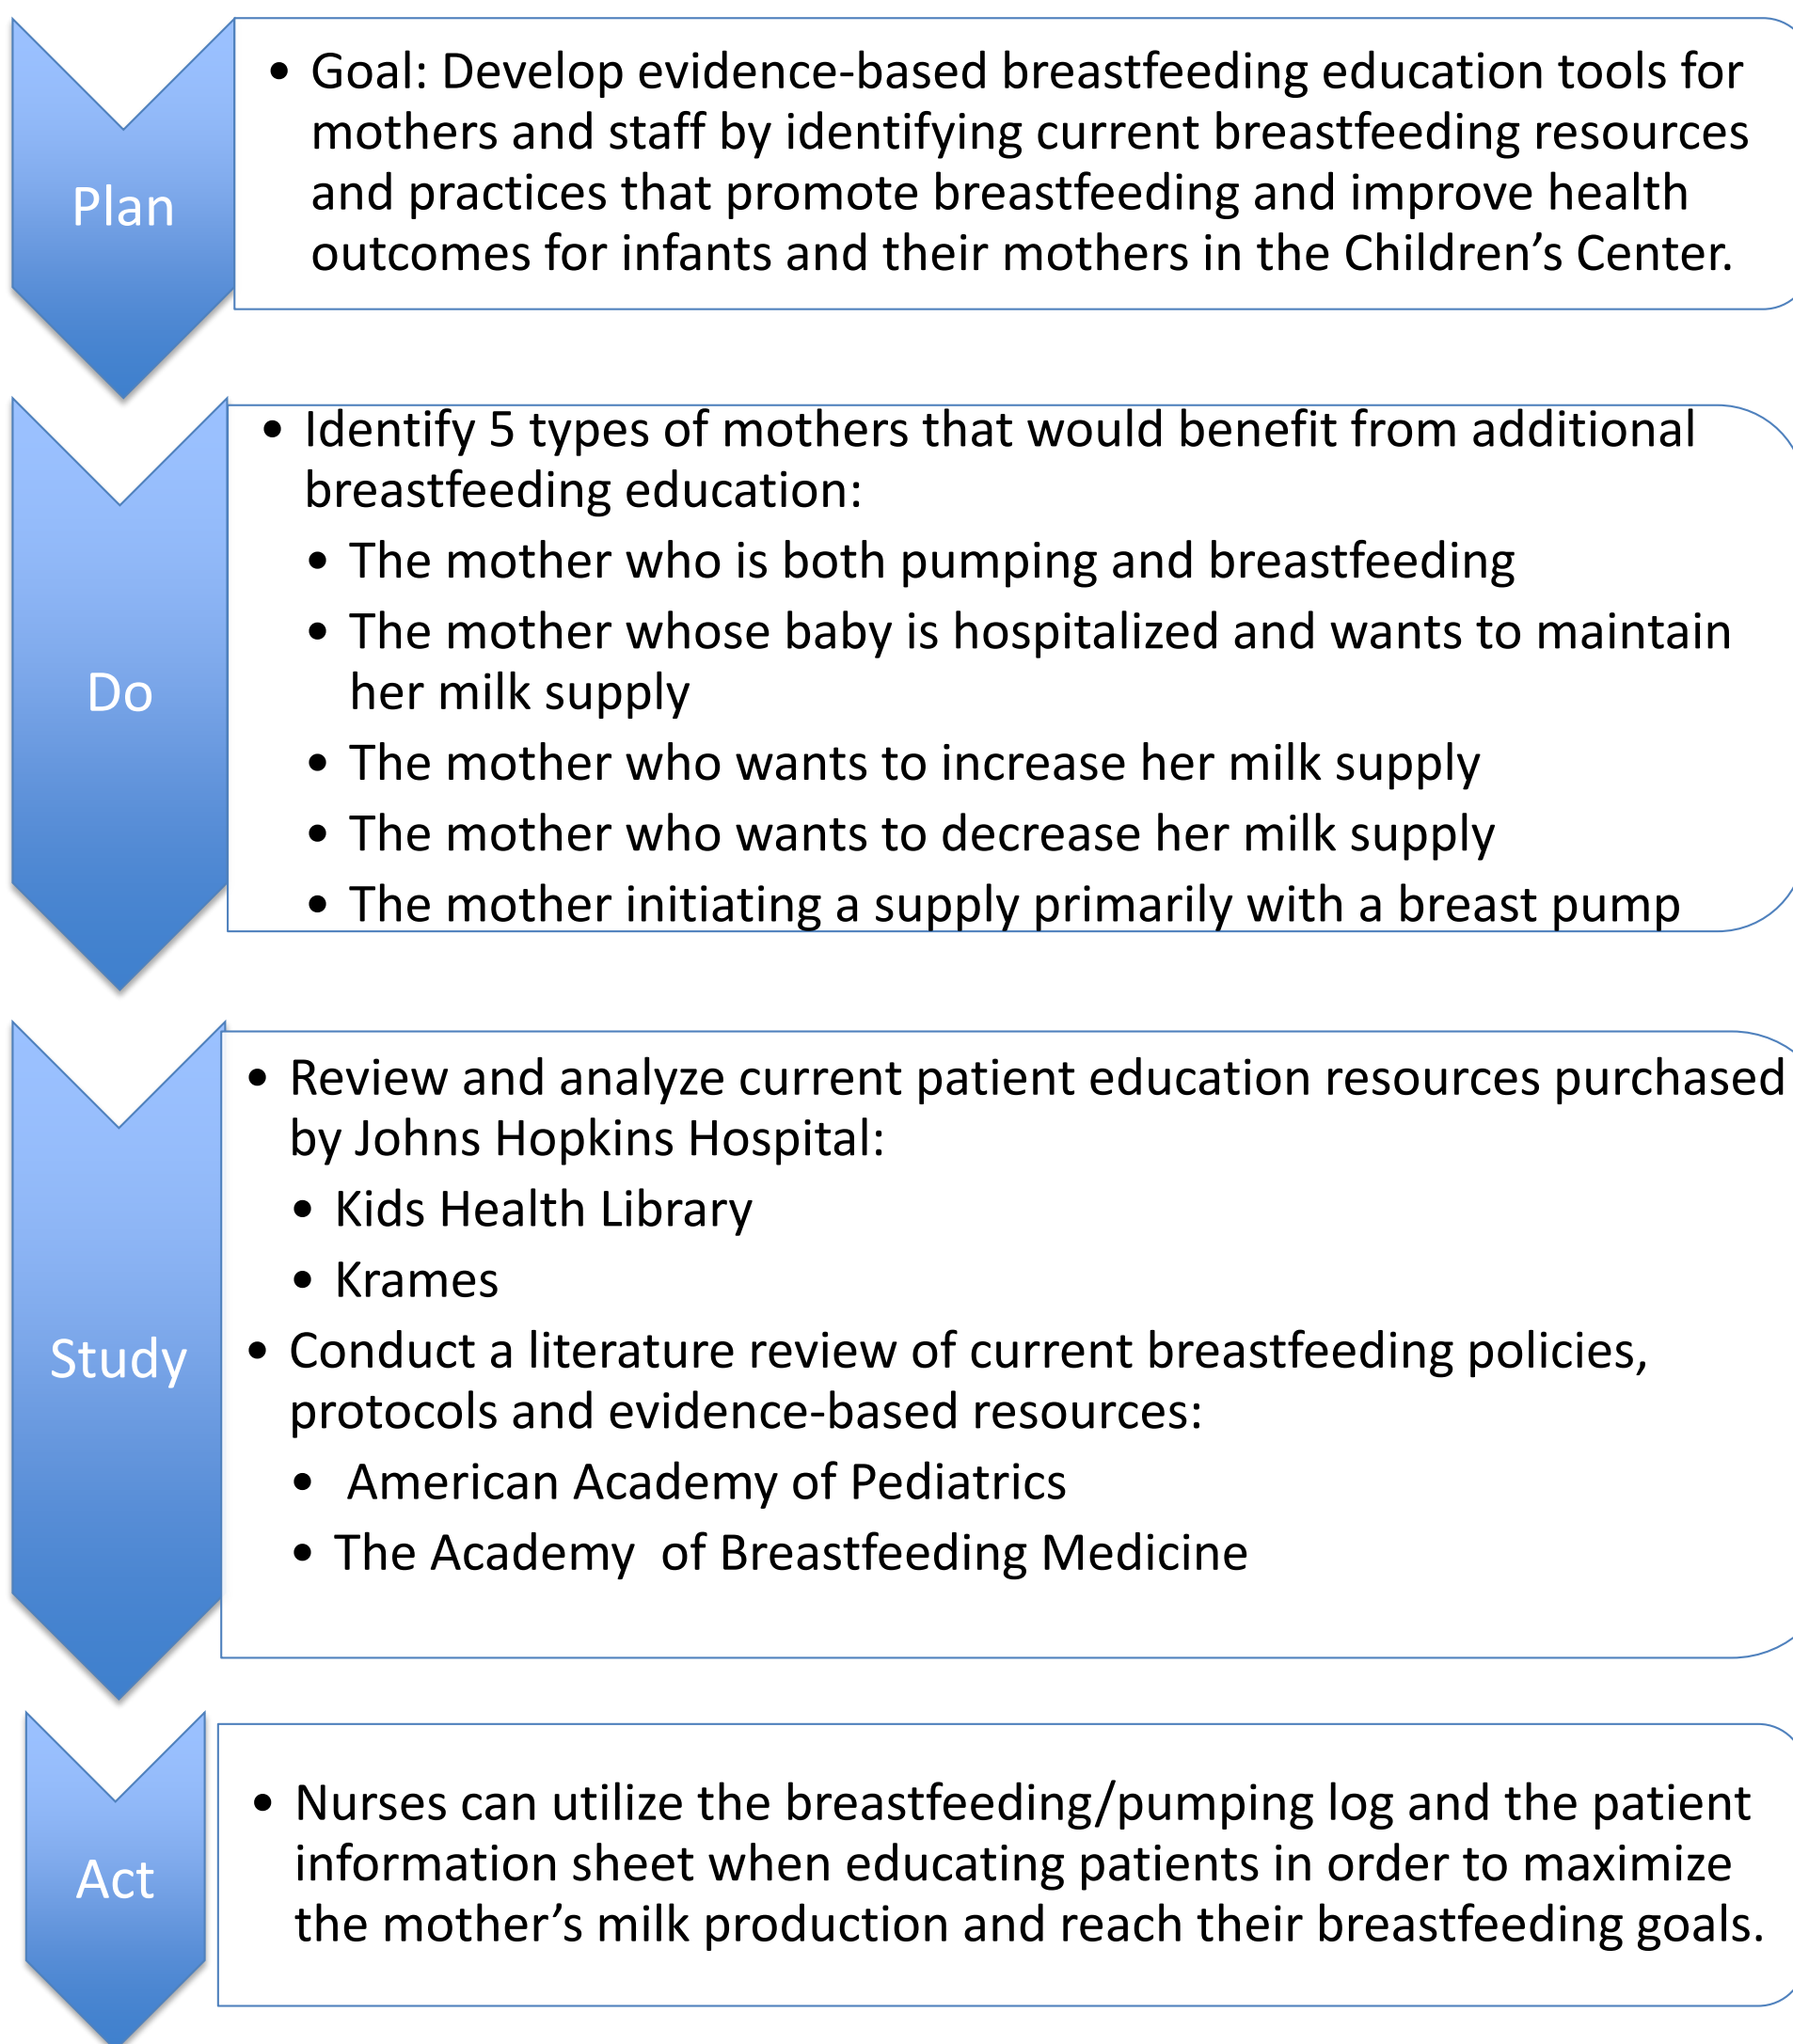 Plan
• Goal: Develop evidence-based breastfeeding education tools for
mothers and staff by identifying current breastfeeding resources
and practices that promote breastfeeding and improve health
outcomes for infants and their mothers in the Children’s Center.
Do
• Identify 5 types of mothers that would benefit from additional
breastfeeding education:
• The mother who is both pumping and breastfeeding
• The mother whose baby is hospitalized and wants to maintain
her milk supply
• The mother who wants to increase her milk supply
• The mother who wants to decrease her milk supply
• The mother initiating a supply primarily with a breast pump
Study
• Review and analyze current patient education resources purchased
by Johns Hopkins Hospital:
• Kids Health Library
• Krames
• Conduct a literature review of current breastfeeding policies,
protocols and evidence-based resources:
• American Academy of Pediatrics
• The Academy  of Breastfeeding Medicine
Act
• Nurses can utilize the breastfeeding/pumping log and the patient
information sheet when educating patients in order to maximize
the mother’s milk production and reach their breastfeeding goals.